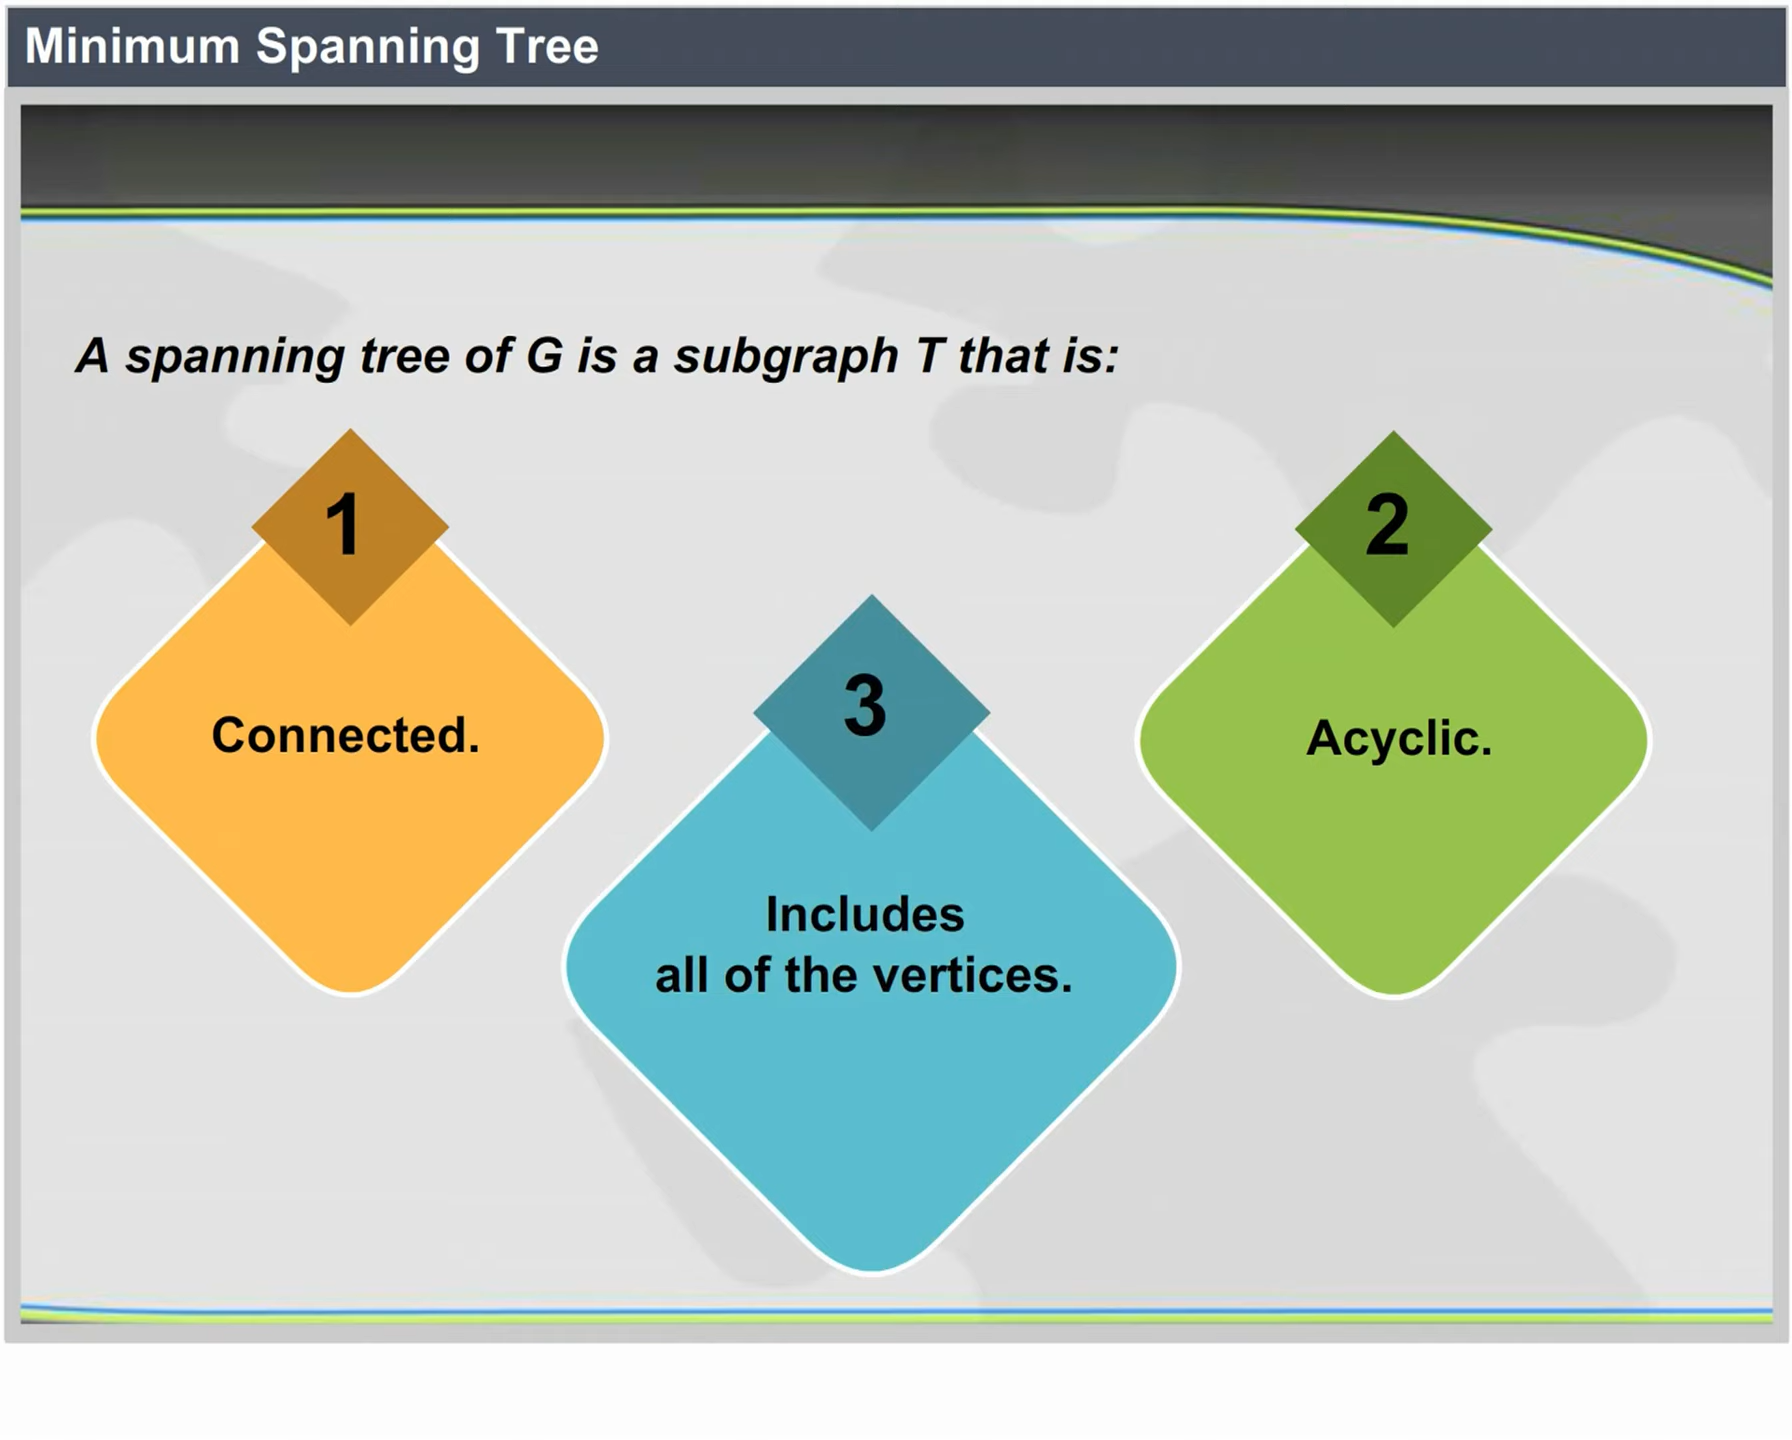 Minimum Spanning Tree
A spanning tree of G is a subgraph T that is:
1
Connected.
2
Acyclic.
3
Includes
all of the vertices.